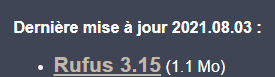 Dernière mise à jour 2021.08.03 :
• Rufus 3.15 (1.1 Mo)